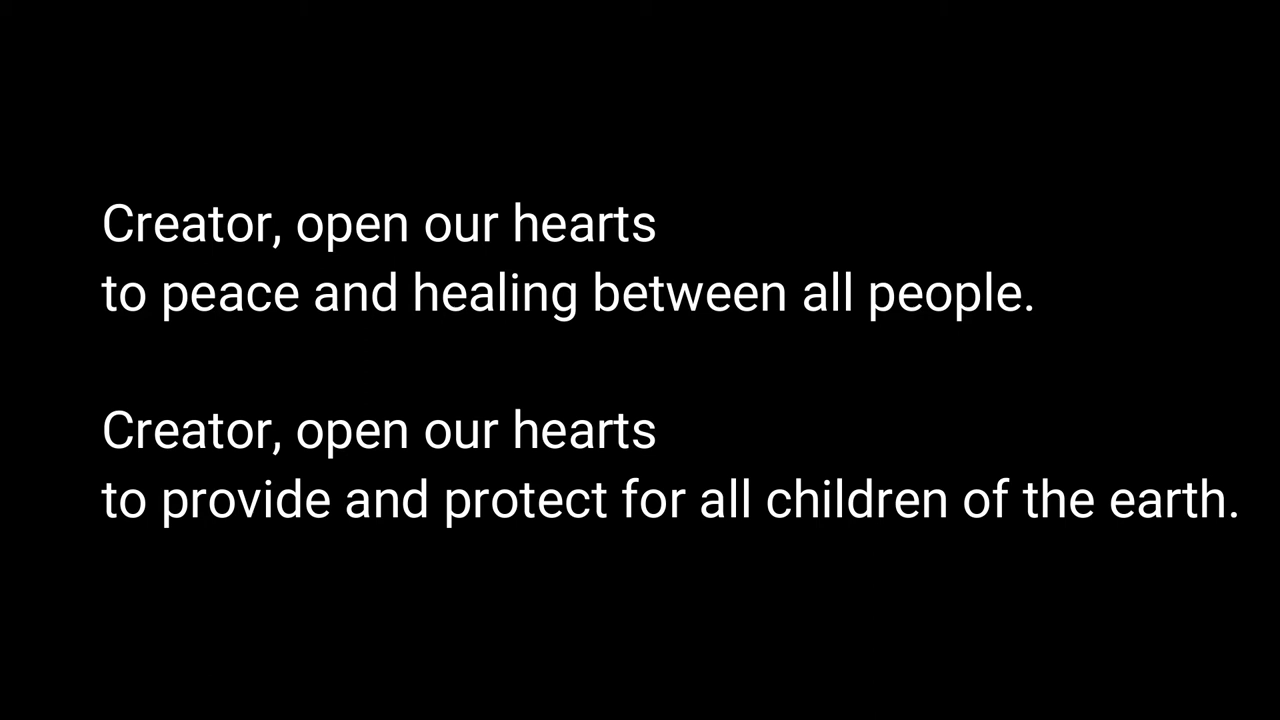 Creator, open our hearts
to peace and healing between all people.
Creator, open our hearts
to provide and protect for all children of the earth.